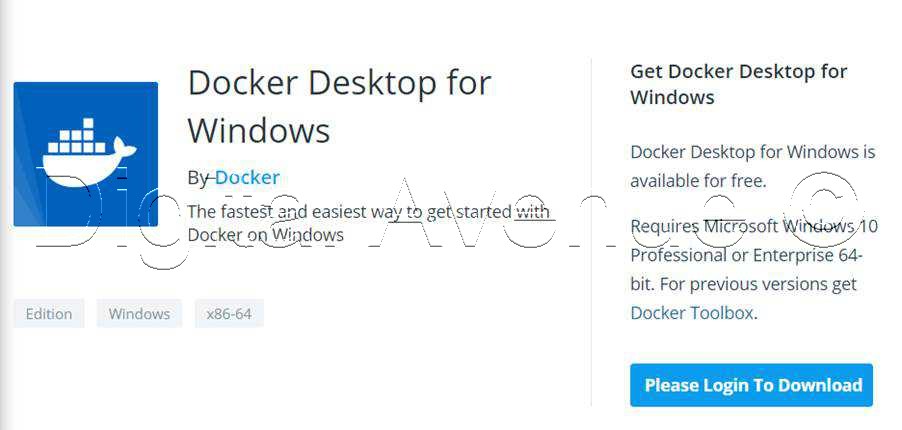 Docker Desktop for
Windows
By Docker
The fastest and easiest way to get started with
Docker on Windows
Edition
Windows
x86-64
Get Docker Desktop for
Windows
Docker Desktop for Windows is
available for free.
Requires Microsoft Windows 10
Professional or Enterprise 64-
bit. For previous versions get
Docker Toolbox.
Please Login To Download
Digital Avenue ©